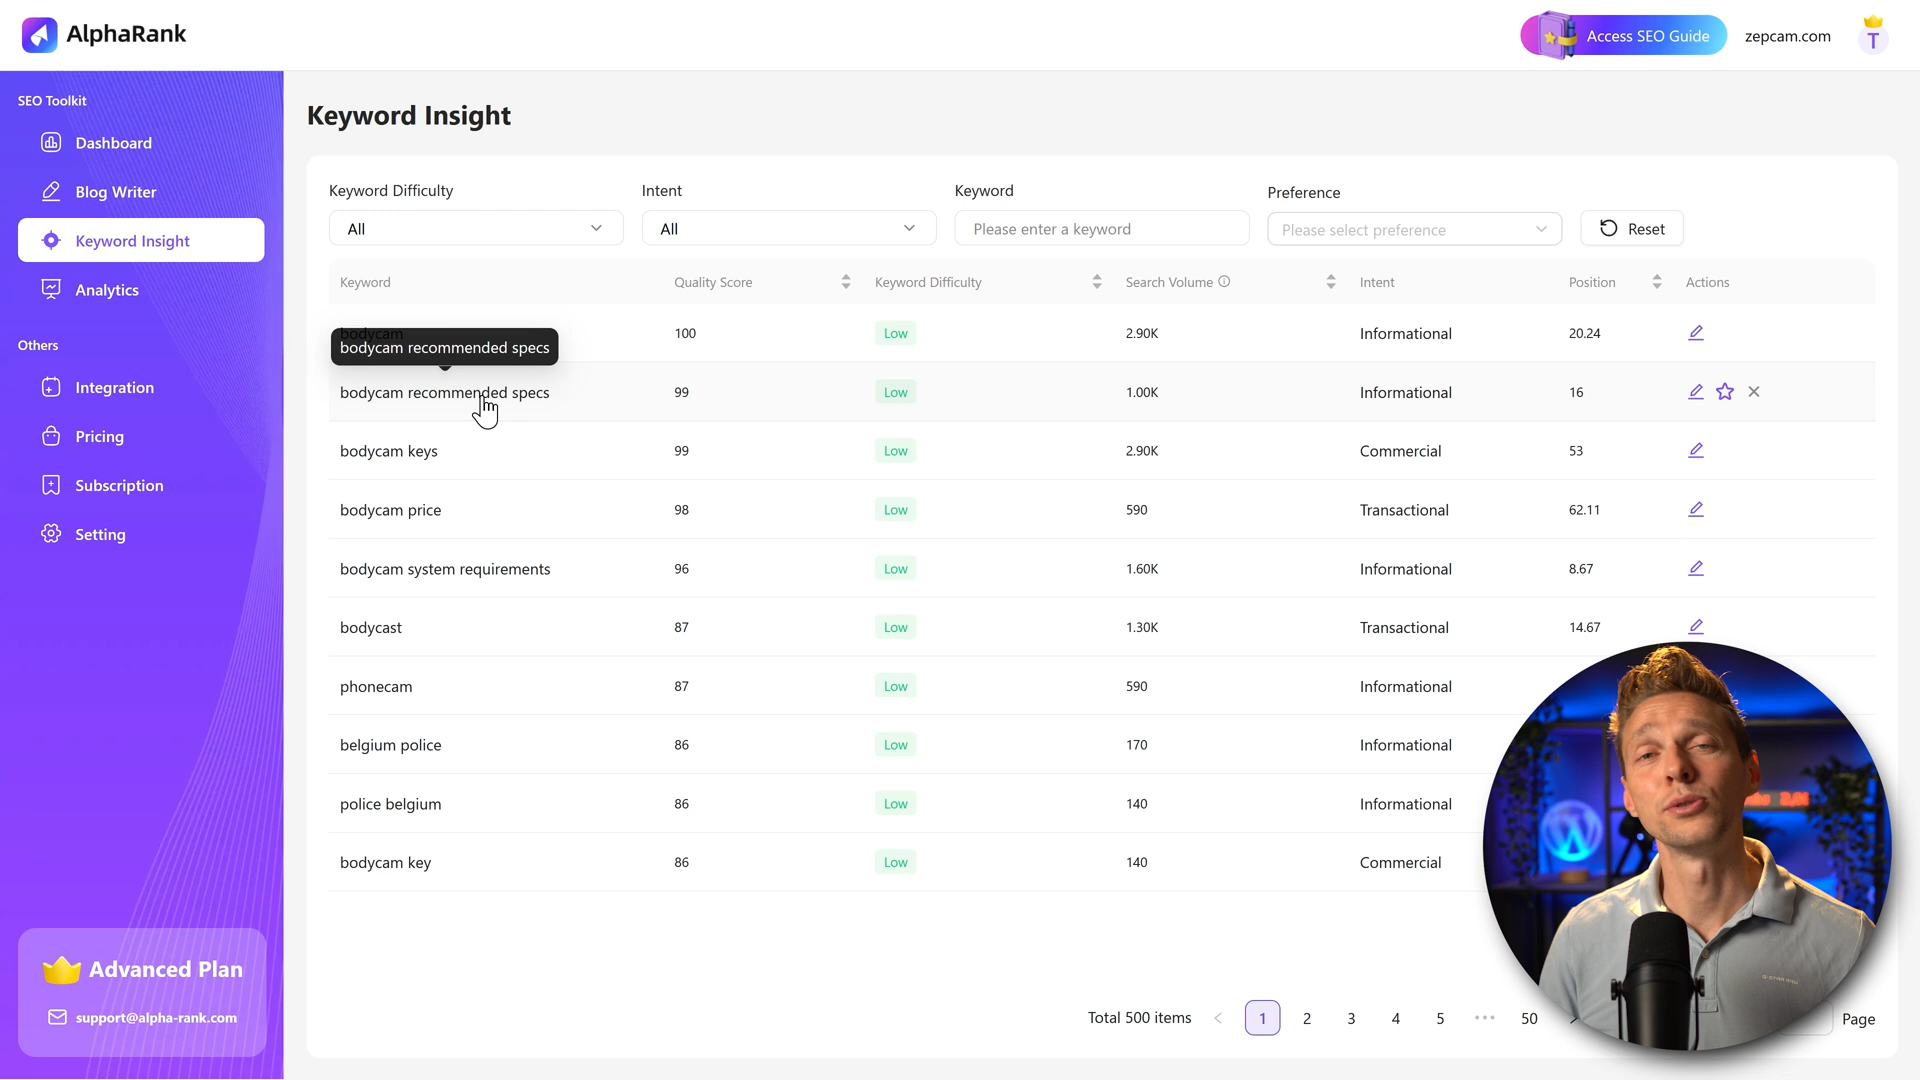 AlphaRank
Access SEO Guide
zepcam.com
T
SEO Toolkit
Dashboard
Blog Writer
Keyword Insight
Analytics
Others
Integration
Pricing
Subscription
Setting
Advanced Plan
support@alpha-rank.com
Keyword Insight
Keyword Difficulty
Intent
Keyword
Preference
All
All
Please enter a keyword
Please select preference
Reset
Keyword Quality Score Keyword Difficulty Search Volume Intent Position Actions
bodycam 100 Low 2.90K Informational 20.24
bodycam recommended specs
bodycam recommended specs 99 Low 1.00K Informational 16
bodycam keys 99 Low 2.90K Commercial 53
bodycam price 98 Low 590 Transactional 62.11
bodycam system requirements 96 Low 1.60K Informational 8.67
bodycast 87 Low 1.30K Transactional 14.67
phonecam 87 Low 590 Informational
belgium police 86 Low 170 Informational
police belgium 86 Low 140 Informational
bodycam key 86 Low 140 Commercial
Total 500 items < 1 2 3 4 5 ••• 50 Page